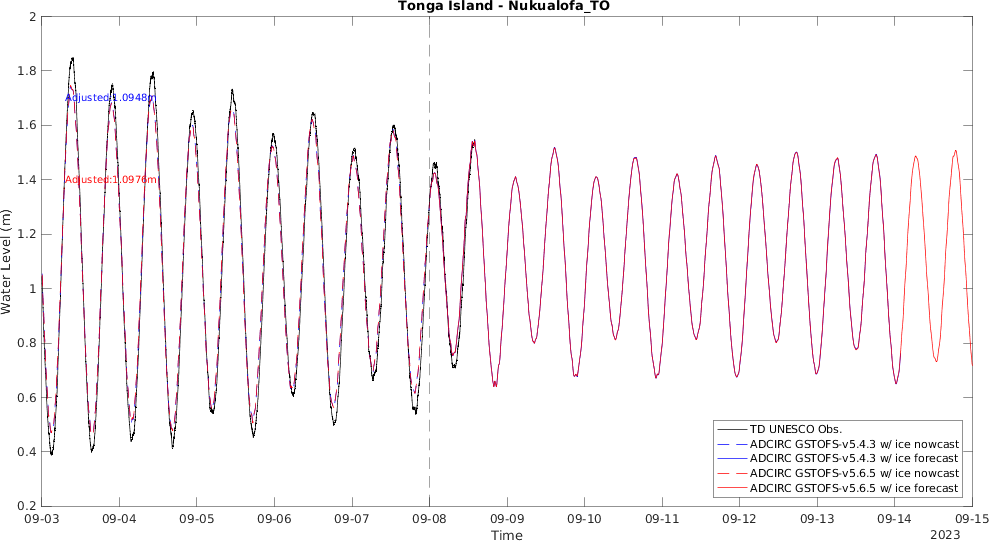 Tonga Island - Nukualofa_TO
2
1.8
1.6
1.4
1.2
1
0.8
0.6
0.4
0.2
Water Level (m)
Adjusted:1.0948m
Adjusted:1.0976m
TD UNESCO Obs.
ADCIRC GSTOFS-v5.4.3 w/ ice nowcast
ADCIRC GSTOFS-v5.4.3 w/ ice forecast
ADCIRC GSTOFS-v5.6.5 w/ ice nowcast
ADCIRC GSTOFS-v5.6.5 w/ ice forecast
09-03 09-04 09-05 09-06 09-07 09-08 09-09 09-10 09-11 09-12 09-13 09-14 09-15
Time
2023